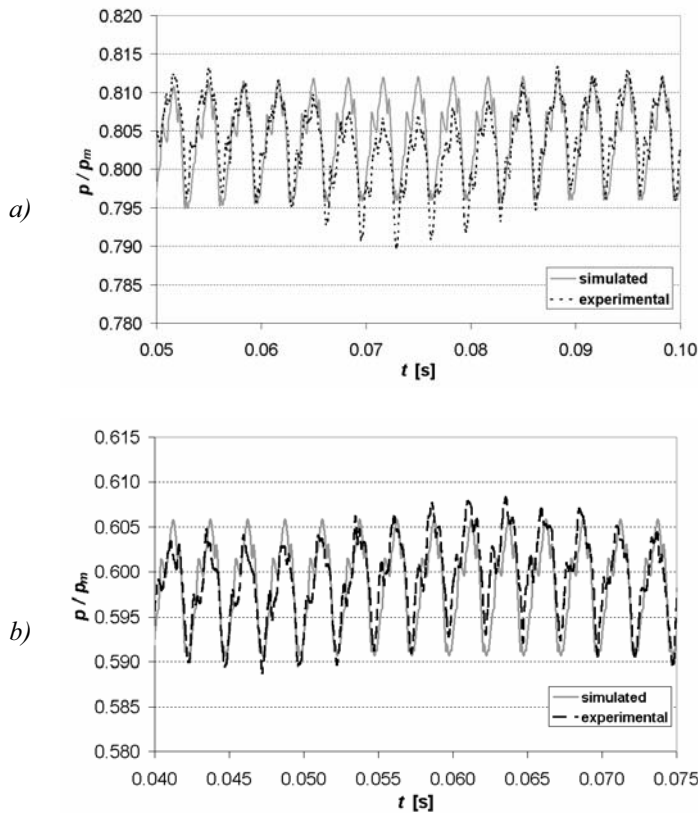 a)
p / pm
0.820
0.815
0.810
0.805
0.800
0.795
0.790
0.785
0.780
simulated
experimental
0.05 0.06 0.07 0.08 0.09 0.10
t [s]
b)
p / pm
0.615
0.610
0.605
0.600
0.595
0.590
0.585
0.580
simulated
experimental
0.040 0.045 0.050 0.055 0.060 0.065 0.070 0.075
t [s]